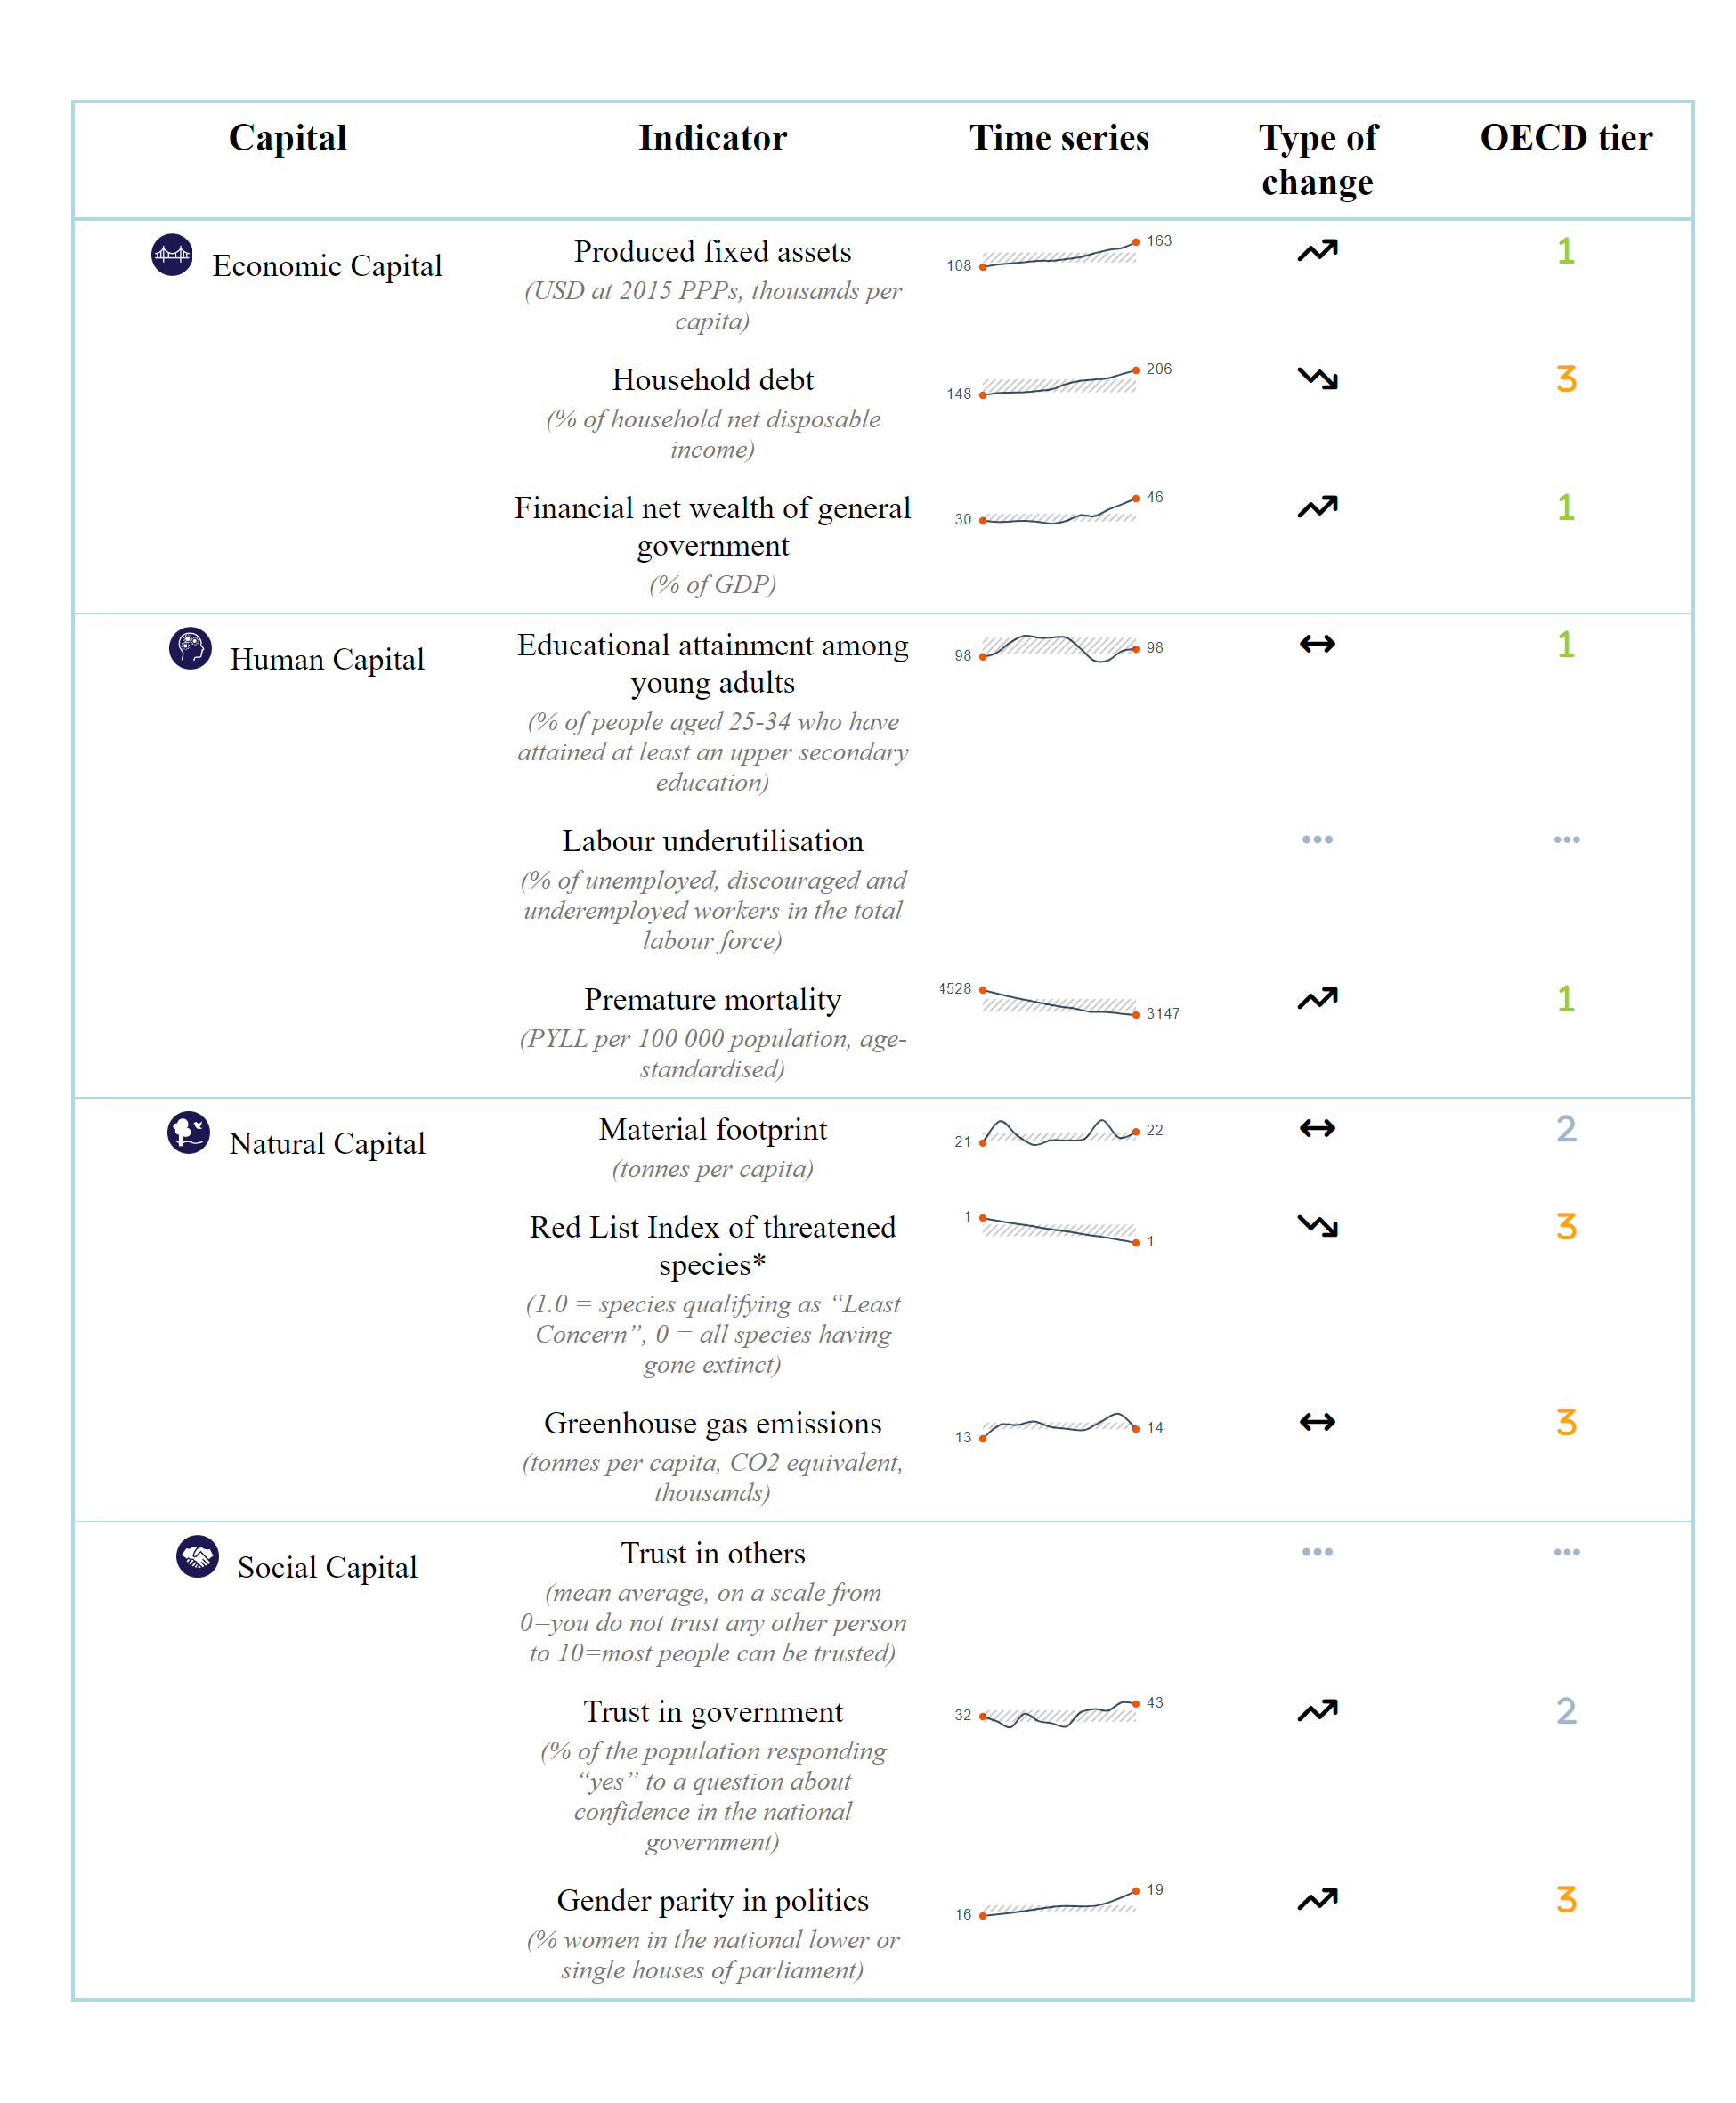 Capital Indicator Time series Type of change OECD tier
Economic Capital
Produced fixed assets
(USD at 2015 PPPs, thousands per
capita)
108 163
1
Household debt
(% of household net disposable
income)
148 206
3
Financial net wealth of general
government
(% of GDP)
30 46
1
Human Capital
Educational attainment among
young adults
(% of people aged 25-34 who have
attained at least an upper secondary
education)
98 98
1
Labour underutilisation
(% of unemployed, discouraged and
underemployed workers in the total
labour force)
... ...
Premature mortality
(PYLL per 100 000 population, age-
standardised)
4528 3147
1
Natural Capital
Material footprint
(tonnes per capita)
21 22
2
Red List Index of threatened
species*
(1.0 = species qualifying as “Least
Concern”, 0 = all species having
gone extinct)
1 1
3
Greenhouse gas emissions
(tonnes per capita, CO2 equivalent,
thousands)
13 14
3
Social Capital
Trust in others
(mean average, on a scale from
0=you do not trust any other person
to 10=most people can be trusted)
... ...
Trust in government
(% of the population responding
“yes” to a question about
confidence in the national
government)
32 43
2
Gender parity in politics
(% women in the national lower or
single houses of parliament)
16 19
3